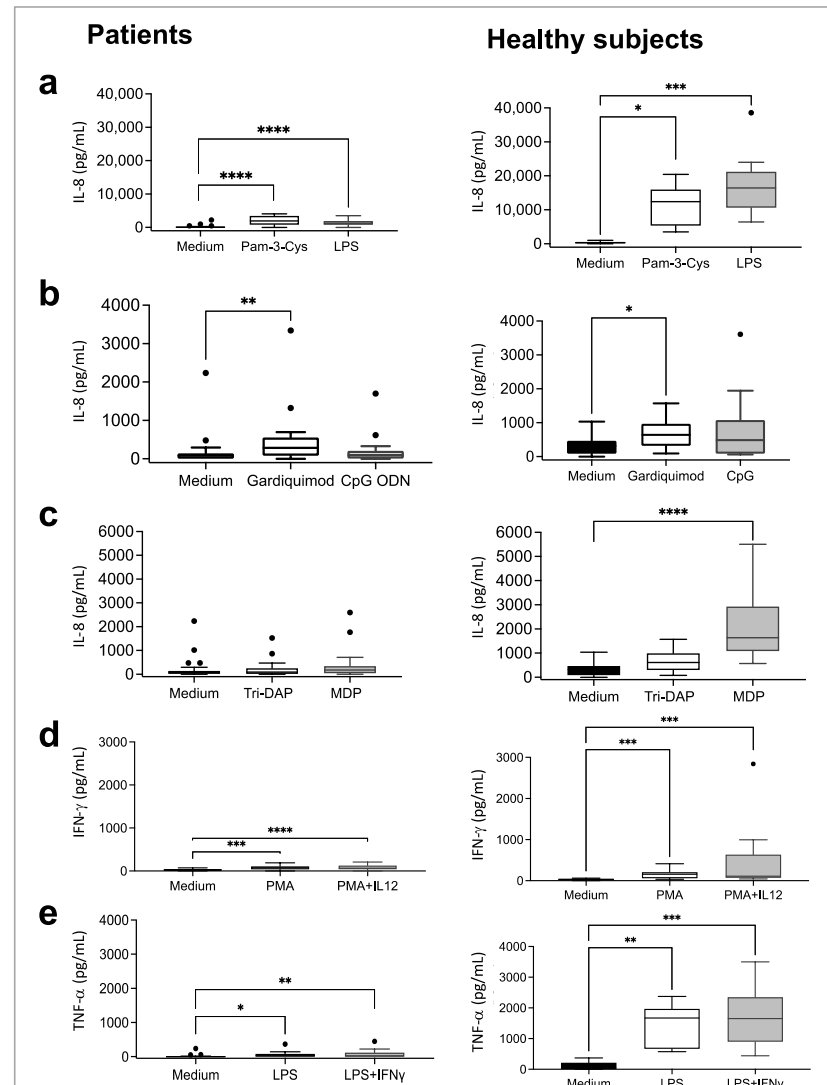 Patients
Healthy subjects
a
40,000
30,000
20,000
10,000
0
IL-8 (pg/mL)
****
****
Medium Pam-3-Cys LPS
40,000
30,000
20,000
10,000
0
IL-8 (pg/mL)
***
*
Medium Pam-3-Cys LPS
b
4000
3000
2000
1000
0
IL-8 (pg/mL)
**
Medium Gardiquimod CpG ODN
4000
3000
2000
1000
0
IL-8 (pg/mL)
*
Medium Gardiquimod CpG
c
6000
5000
4000
3000
2000
1000
0
IL-8 (pg/mL)
Medium Tri-DAP MDP
6000
5000
4000
3000
2000
1000
0
IL-8 (pg/mL)
****
Medium Tri-DAP MDP
d
3000
2000
1000
0
IFN-γ (pg/mL)
****
***
Medium PMA PMA+IL12
3000
2000
1000
0
IFN-γ (pg/mL)
***
***
Medium PMA PMA+IL12
e
4000
3000
2000
1000
0
TNF-α (pg/mL)
**
*
Medium LPS LPS+IFNγ
4000
3000
2000
1000
0
TNF-α (pg/mL)
***
**
Medium LPS LPS+IFNγ